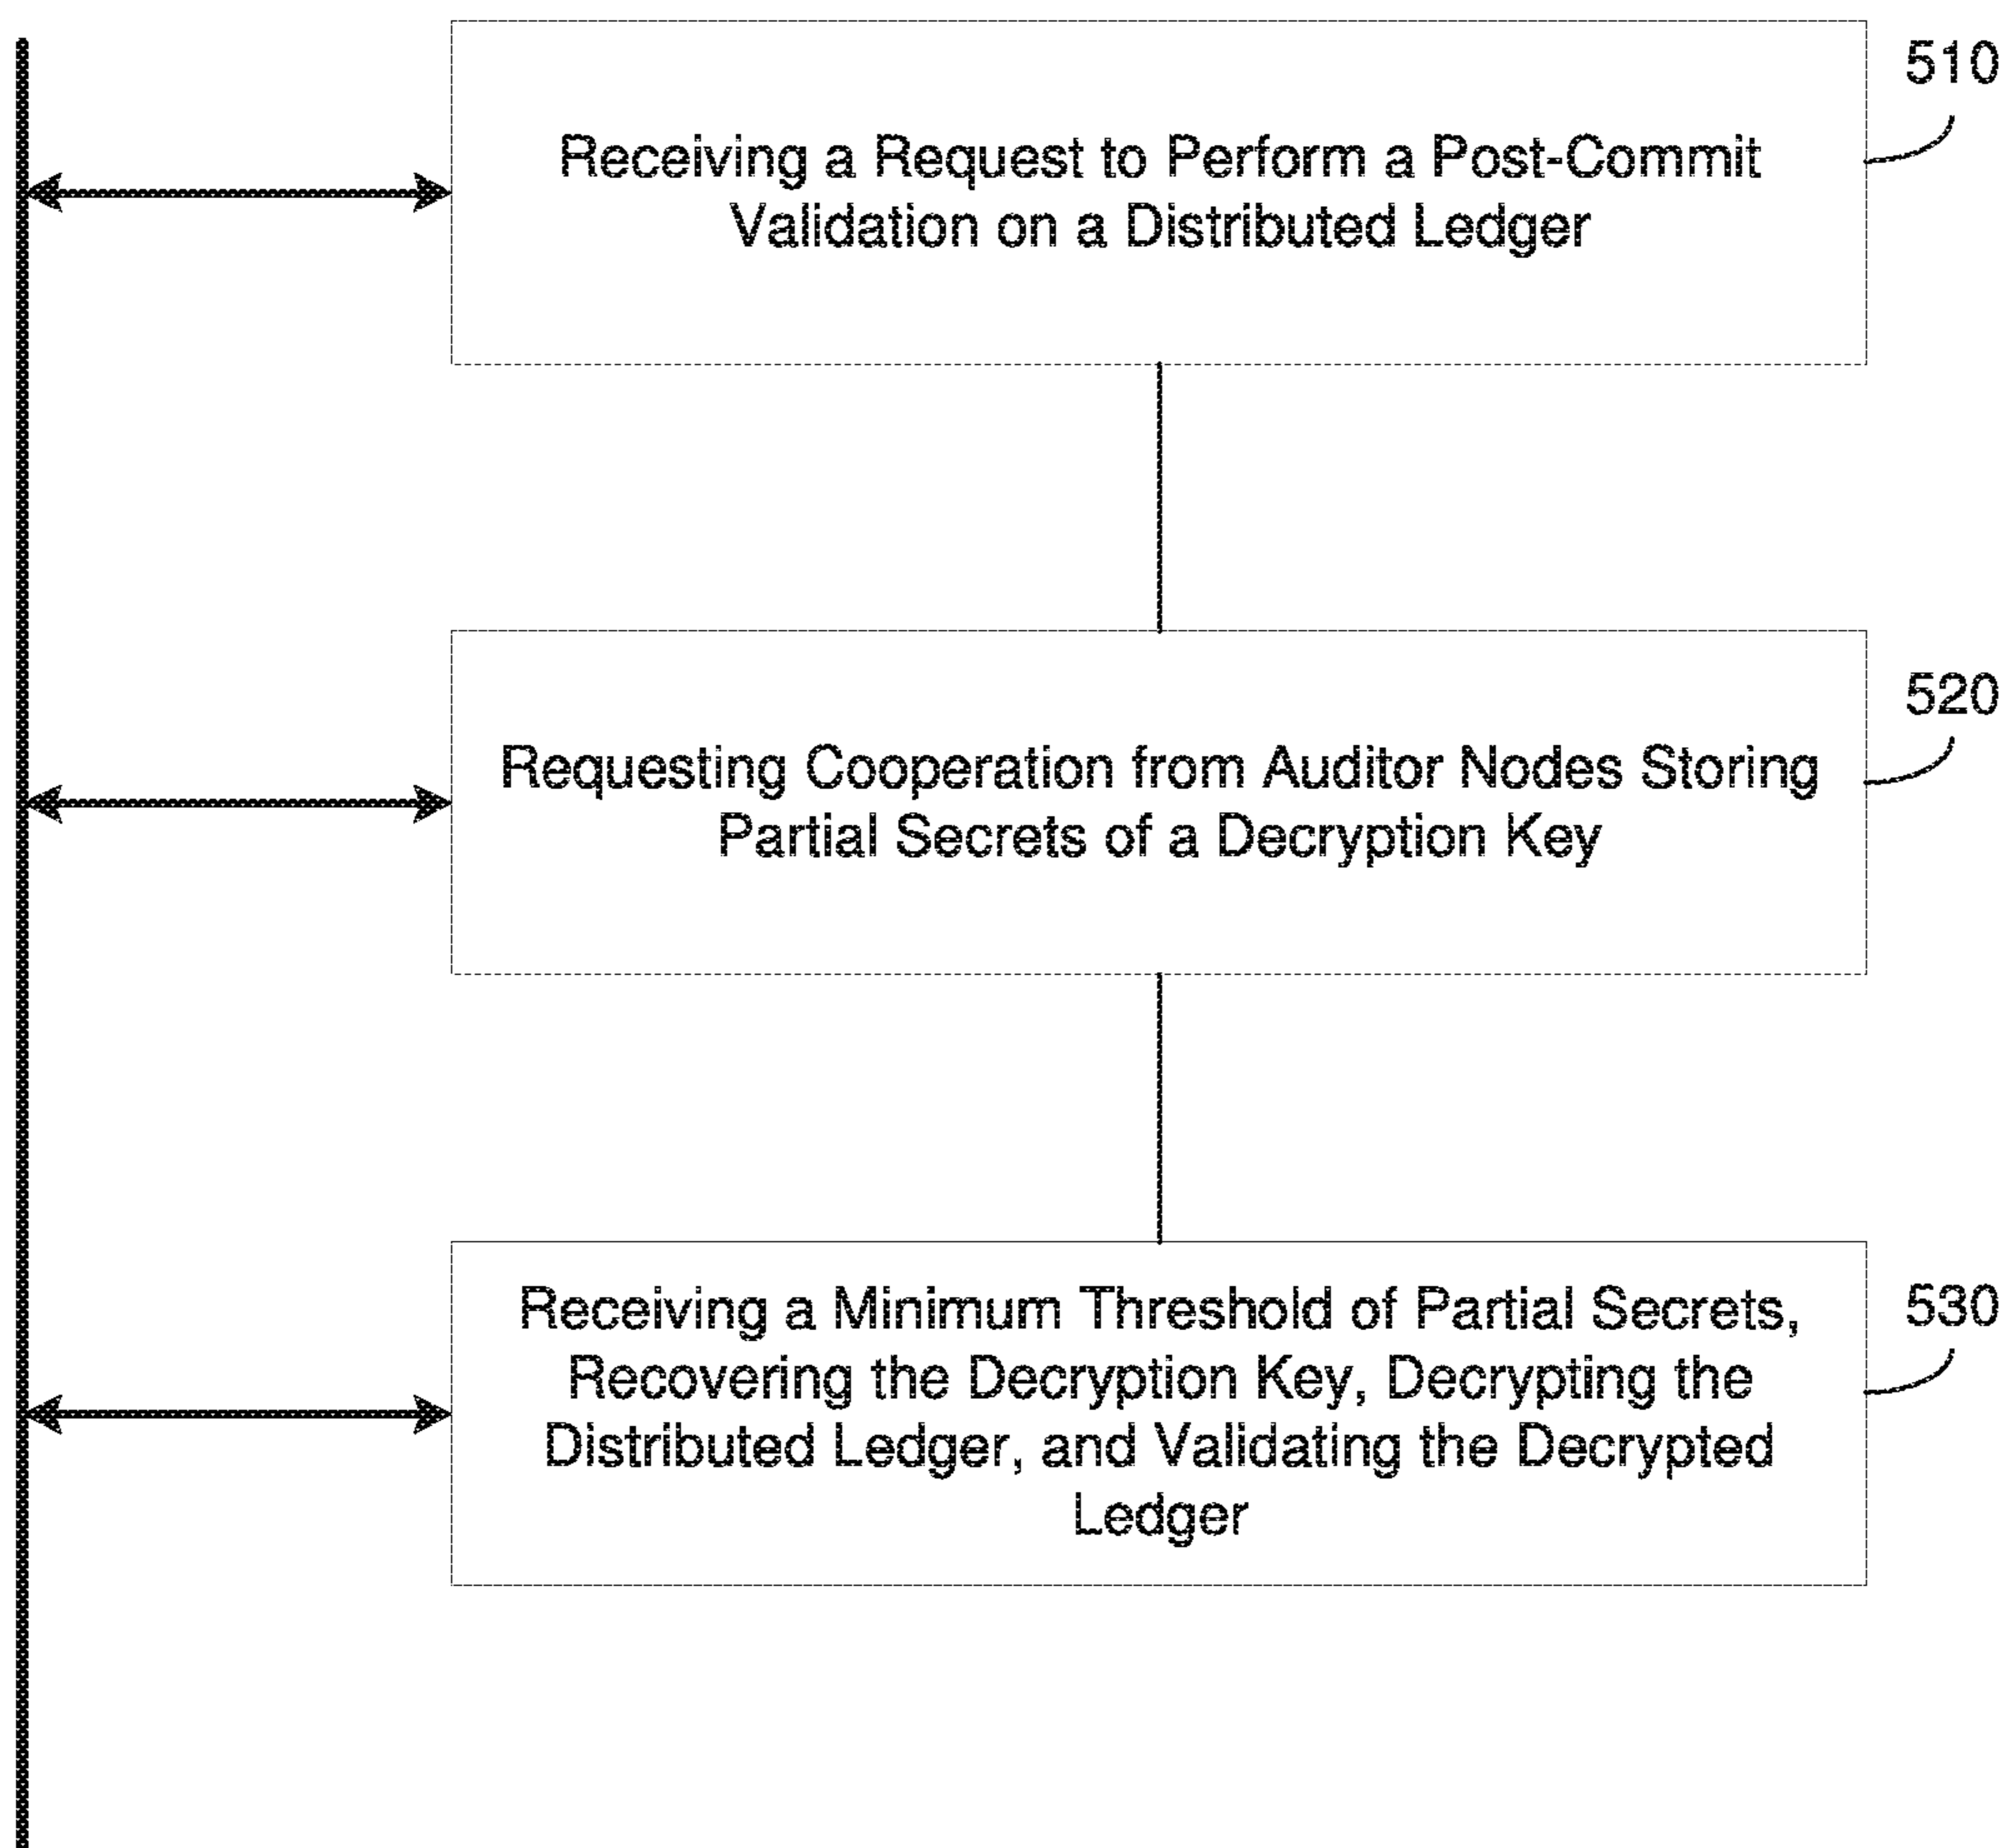 510
Receiving a Request to Perform a Post-Commit
Validation on a Distributed Ledger
520
Requesting Cooperation from Auditor Nodes Storing
Partial Secrets of a Decryption Key
530
Receiving a Minimum Threshold of Partial Secrets,
Recovering the Decryption Key, Decrypting the
Distributed Ledger, and Validating the Decrypted
Ledger